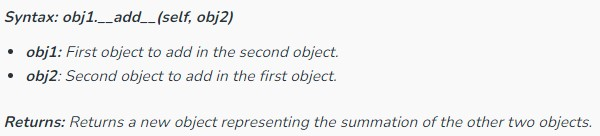 Syntax: obj1.__add__(self, obj2)
• obj1: First object to add in the second object.
• obj2: Second object to add in the first object.
Returns: Returns a new object representing the summation of the other two objects.